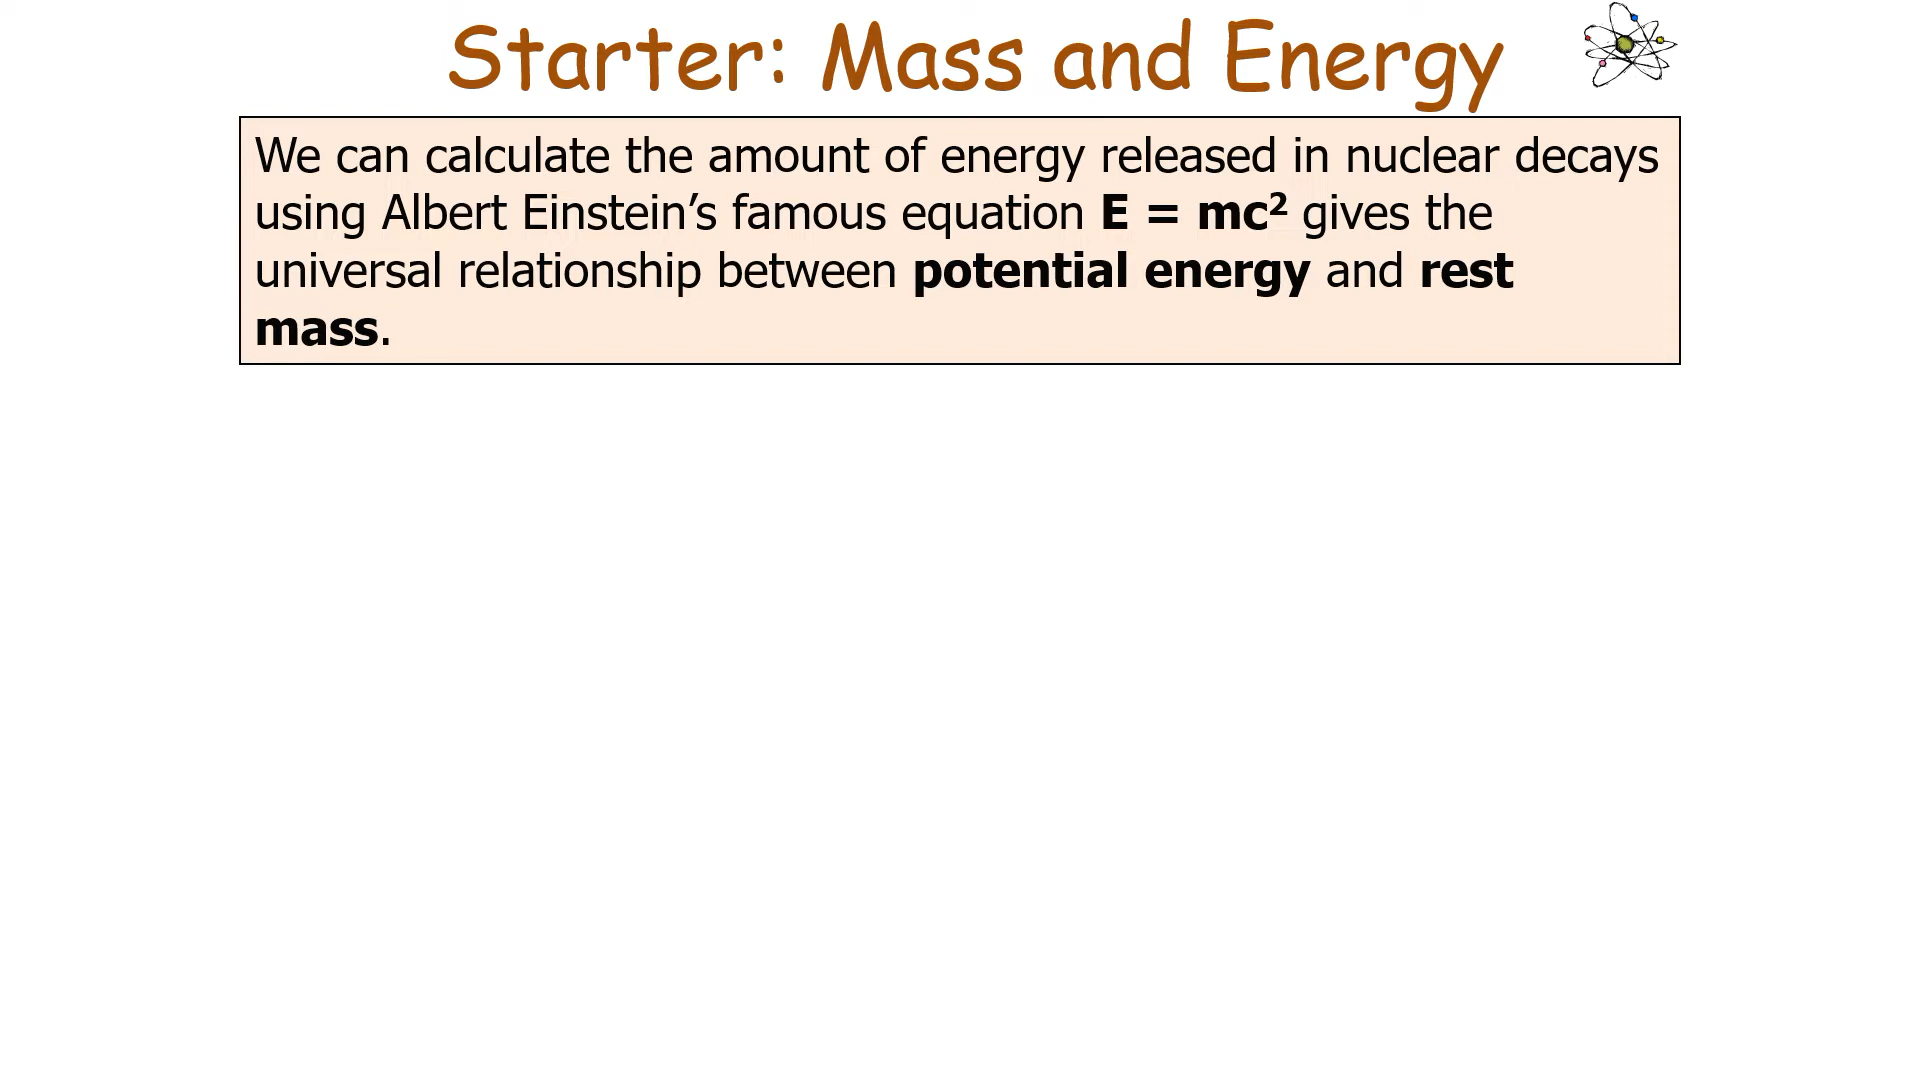 Starter: Mass and Energy
We can calculate the amount of energy released in nuclear decays
using Albert Einstein’s famous equation E = mc² gives the
universal relationship between potential energy and rest
mass.